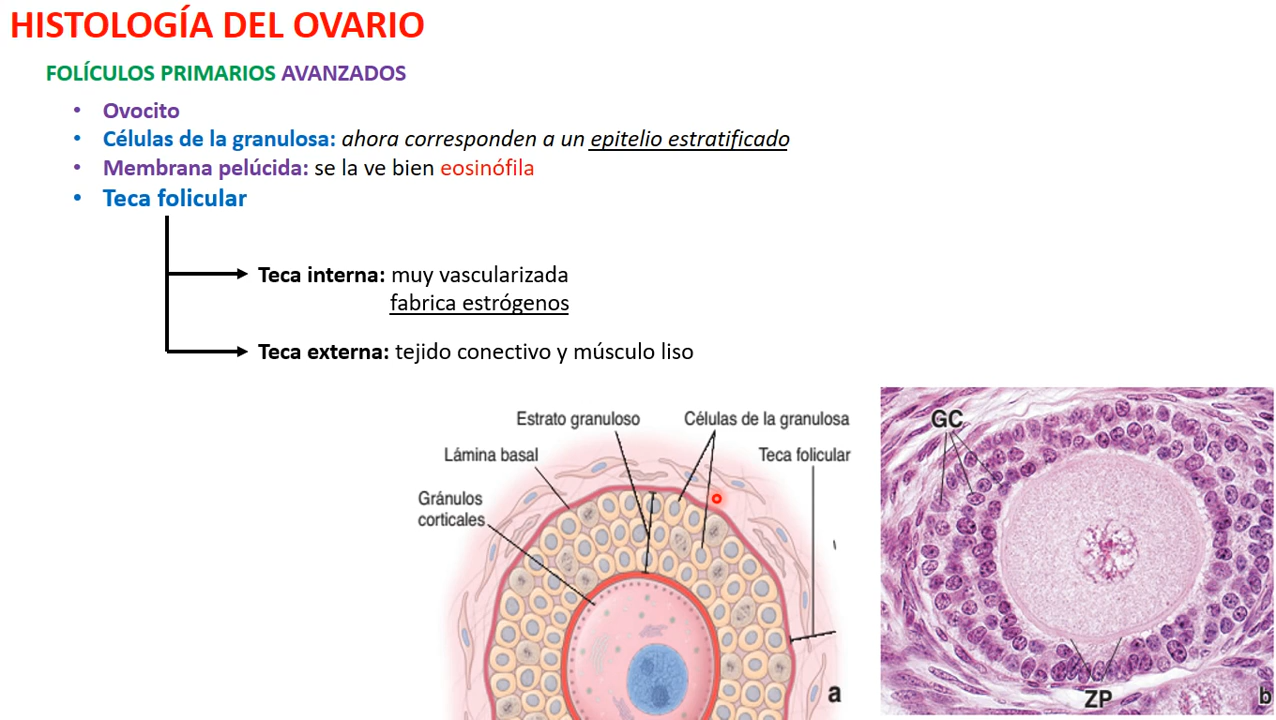 HISTOLOGÍA DEL OVARIO
FOLÍCULOS PRIMARIOS AVANZADOS
• Ovocito
• Células de la granulosa: ahora corresponden a un epitelio estratificado
• Membrana pelúcida: se la ve bien eosinófila
• Teca folicular
Teca interna: muy vascularizada
fabrica estrógenos
Teca externa: tejido conectivo y músculo liso
Estrato granuloso
Células de la granulosa
Lámina basal
Teca folicular
Gránulos
corticales
a
GC
ZP
b